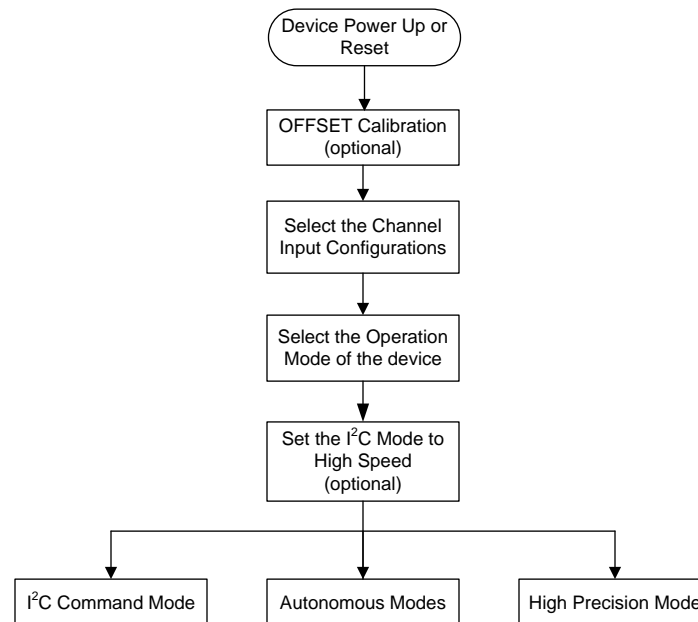 Device Power Up or
Reset
OFFSET Calibration
(optional)
Select the Channel
Input Configurations
Select the Operation
Mode of the device
Set the I²C Mode to
High Speed
(optional)
I²C Command Mode
Autonomous Modes
High Precision Mode